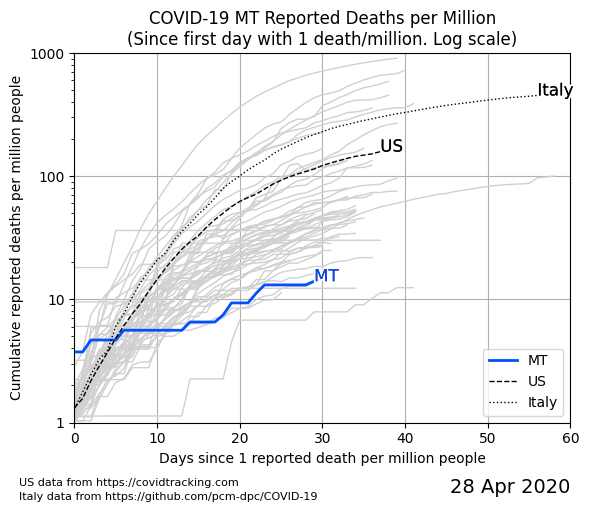 COVID-19 MT Reported Deaths per Million
(Since first day with 1 death/million. Log scale)
Cumulative reported deaths per million people
1000
100
10
1
Italy
US
MT
MT
US
Italy
0 10 20 30 40 50 60
Days since 1 reported death per million people
US data from https://covidtracking.com
Italy data from https://github.com/pcm-dpc/COVID-19
28 Apr 2020